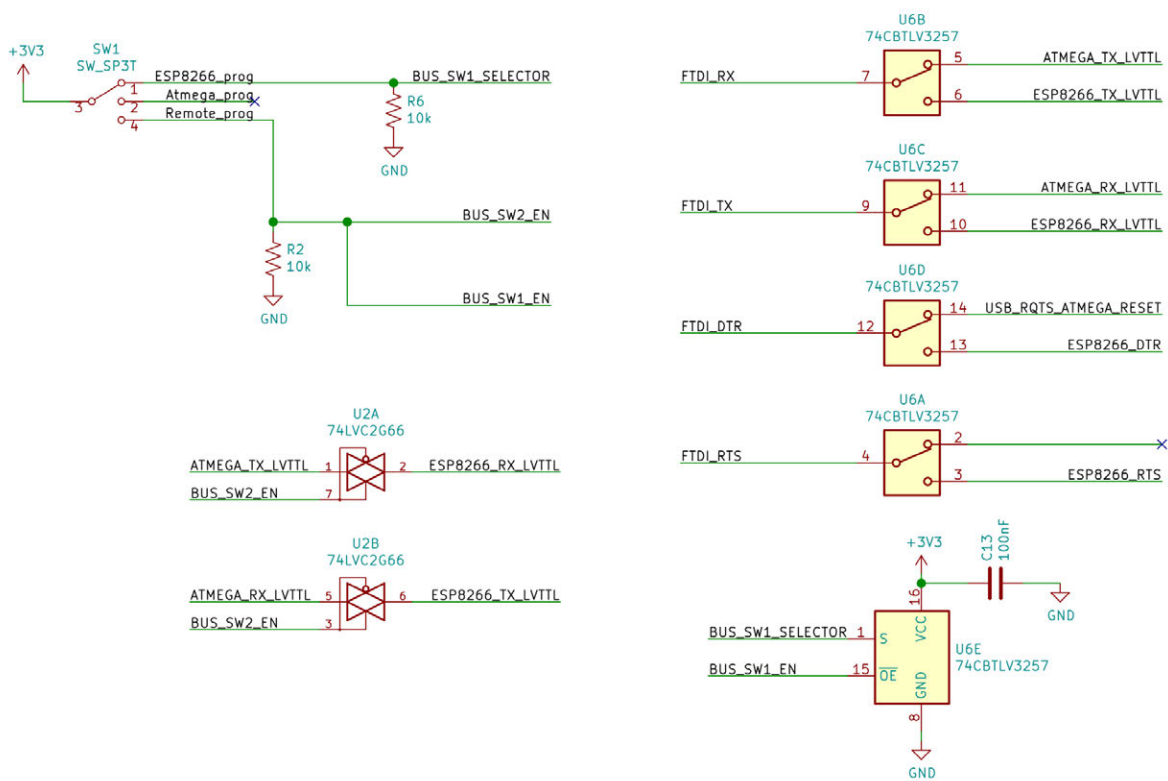 +3V3
SW1
SW_SP3T
3
ESP8266_prog
1
Atmega_prog
2
Remote_prog
4
BUS_SW1_SELECTOR
R6
10k
GND
BUS_SW2_EN
R2
10k
GND
BUS_SW1_EN
U2A
74LVC2G66
ATMEGA_TX_LVTTL 1 2 ESP8266_RX_LVTTL
BUS_SW2_EN 7
U2B
74LVC2G66
ATMEGA_RX_LVTTL 5 6 ESP8266_TX_LVTTL
BUS_SW2_EN 3
U6B
74CBTLV3257
FTDI_RX 7
5 ATMEGA_TX_LVTTL
6 ESP8266_TX_LVTTL
U6C
74CBTLV3257
FTDI_TX 9
11 ATMEGA_RX_LVTTL
10 ESP8266_RX_LVTTL
U6D
74CBTLV3257
FTDI_DTR 12
14 USB_RQTS_ATMEGA_RESET
13 ESP8266_DTR
U6A
74CBTLV3257
FTDI_RTS 4
2
3 ESP8266_RTS
+3V3
C13
100nF
GND
16
VCC
BUS_SW1_SELECTOR 1 S
BUS_SW1_EN 15 OE
U6E
74CBTLV3257
GND
8
GND